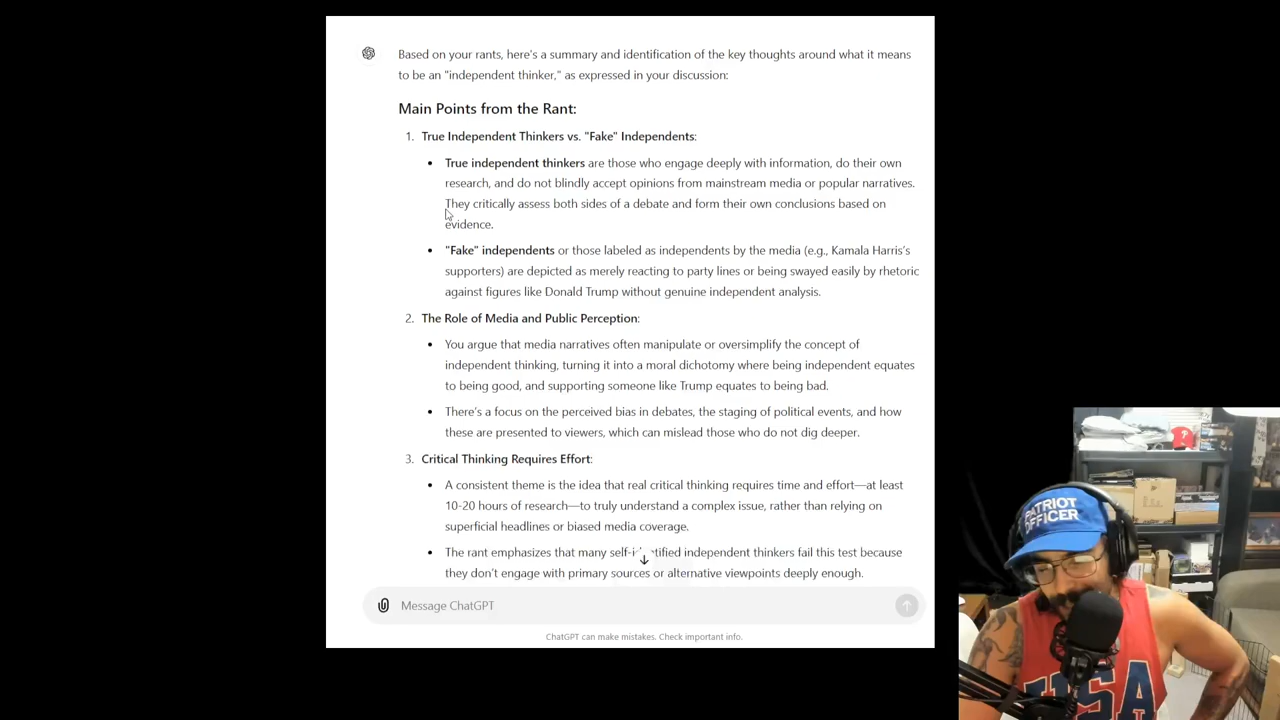 Based on your rants, here's a summary and identification of the key thoughts around what it means
to be an "independent thinker," as expressed in your discussion:
Main Points from the Rant:
1. True Independent Thinkers vs. "Fake" Independents:
• True independent thinkers are those who engage deeply with information, do their own
research, and do not blindly accept opinions from mainstream media or popular narratives.
They critically assess both sides of a debate and form their own conclusions based on
evidence.
• "Fake" independents or those labeled as independents by the media (e.g., Kamala Harris's
supporters) are depicted as merely reacting to party lines or being swayed easily by rhetoric
against figures like Donald Trump without genuine independent analysis.
2. The Role of Media and Public Perception:
• You argue that media narratives often manipulate or oversimplify the concept of
independent thinking, turning it into a moral dichotomy where being independent equates
to being good, and supporting someone like Trump equates to being bad.
• There's a focus on the perceived bias in debates, the staging of political events, and how
these are presented to viewers, which can mislead those who do not dig deeper.
3. Critical Thinking Requires Effort:
• A consistent theme is the idea that real critical thinking requires time and effort—at least
10-20 hours of research—to truly understand a complex issue, rather than relying on
superficial headlines or biased media coverage.
• The rant emphasizes that many self-identified independent thinkers fail this test because
they don't engage with primary sources or alternative viewpoints deeply enough.
Message ChatGPT
ChatGPT can make mistakes. Check important info.
PATRIOT
OFFICER
USA